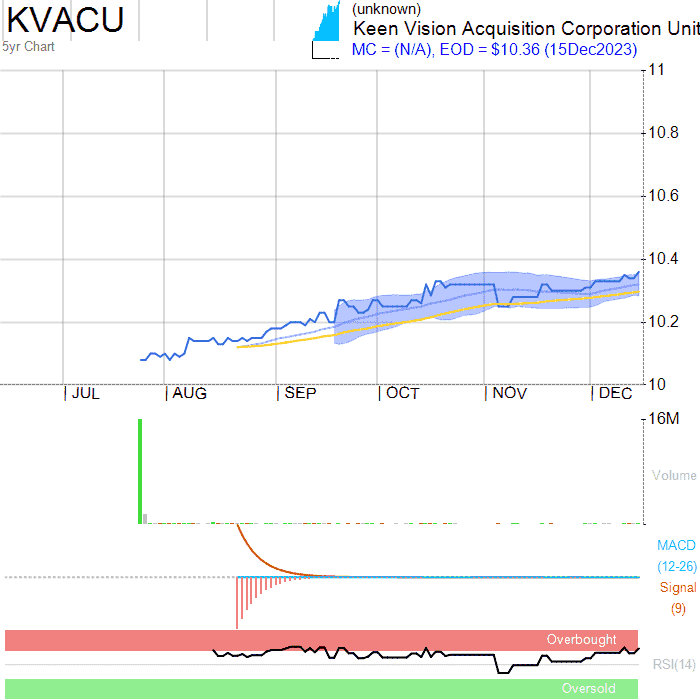 KVACU
5yr Chart
(unknown)
Keen Vision Acquisition Corporation Unit
MC = (N/A), EOD = $10.36 (15Dec2023)
11
10.8
10.6
10.4
10.2
10
JUL AUG SEP OCT NOV DEC
16M
Volume
MACD
(12-26)
Signal
(9)
Overbought
RSI(14)
Oversold